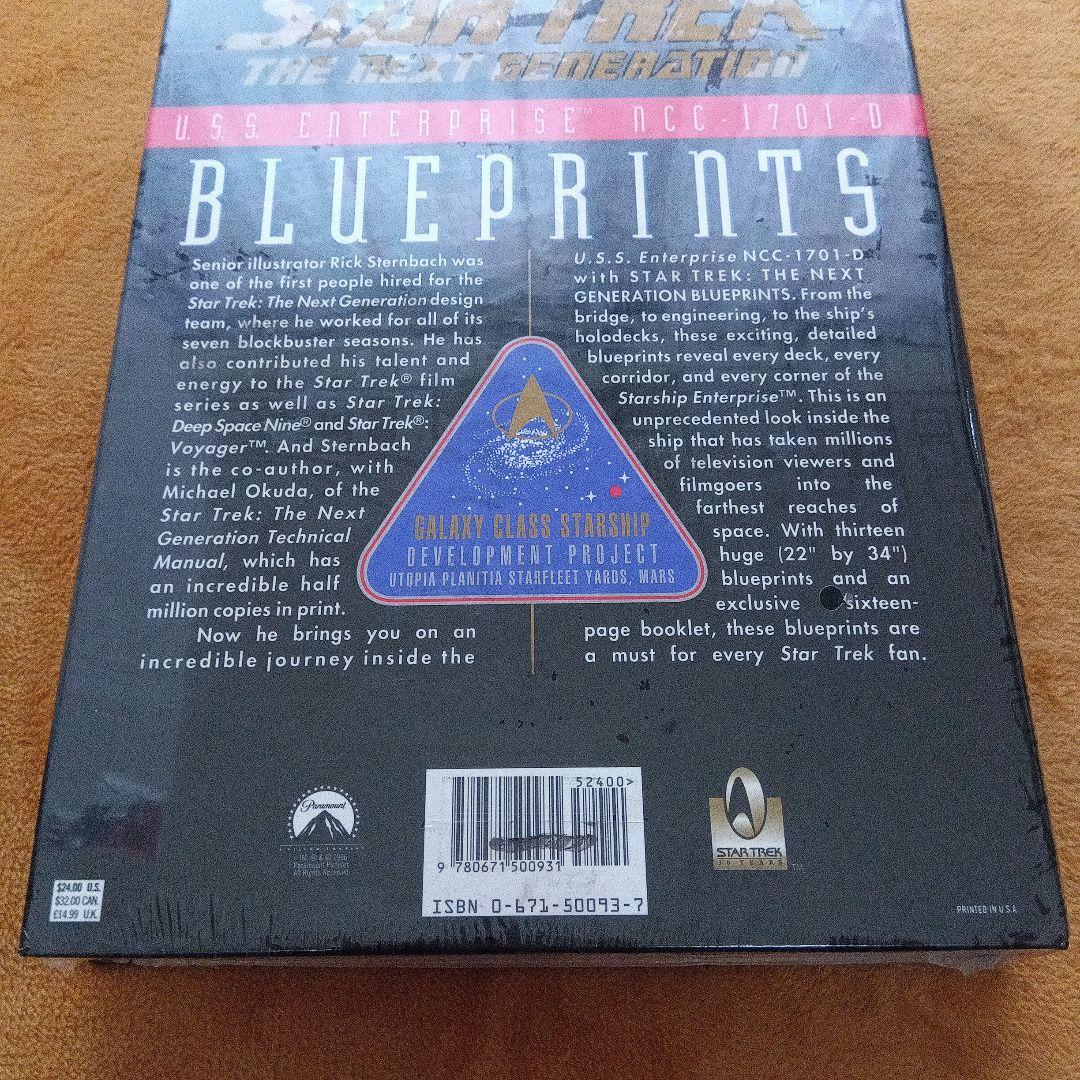 STAR TREK
THE NEXT GENERATION
U.S.S. ENTERPRISE™ NCC-1701-D
BLUEPRINTS
Senior illustrator Rick Sternbach was
one of the first people hired for the
Star Trek: The Next Generation design
team, where he worked for all of its
seven blockbuster seasons. He has
also contributed his talent and
energy to the Star Trek® film
series as well as Star Trek:
Deep Space Nine® and Star Trek®:
Voyager™. And Sternbach
is the co-author, with
Michael Okuda, of the
Star Trek: The Next
Generation Technical
Manual, which has
an incredible half
million copies in print.
Now he brings you on an
incredible journey inside the
U.S.S. Enterprise NCC-1701-D
with STAR TREK: THE NEXT
GENERATION BLUEPRINTS. From the
bridge, to engineering, to the ship's
holodecks, these exciting, detailed
blueprints reveal every deck, every
corridor, and every corner of the
Starship Enterprise™. This is an
unprecedented look inside the
ship that has taken millions
of television viewers and
filmgoers into the
farthest reaches of
space. With thirteen
huge (22" by 34")
blueprints and an
exclusive sixteen-
page booklet, these blueprints are
a must for every Star Trek fan.
GALAXY CLASS STARSHIP
DEVELOPMENT PROJECT
UTOPIA PLANITIA STARFLEET YARDS, MARS
Paramount
All Rights Reserved
52400>
9 780671 500931
ISBN 0-671-50093-7
STAR TREK
30 YEARS
$24.00 U.S.
$32.00 CAN.
£14.99 U.K.
PRINTED IN U.S.A.